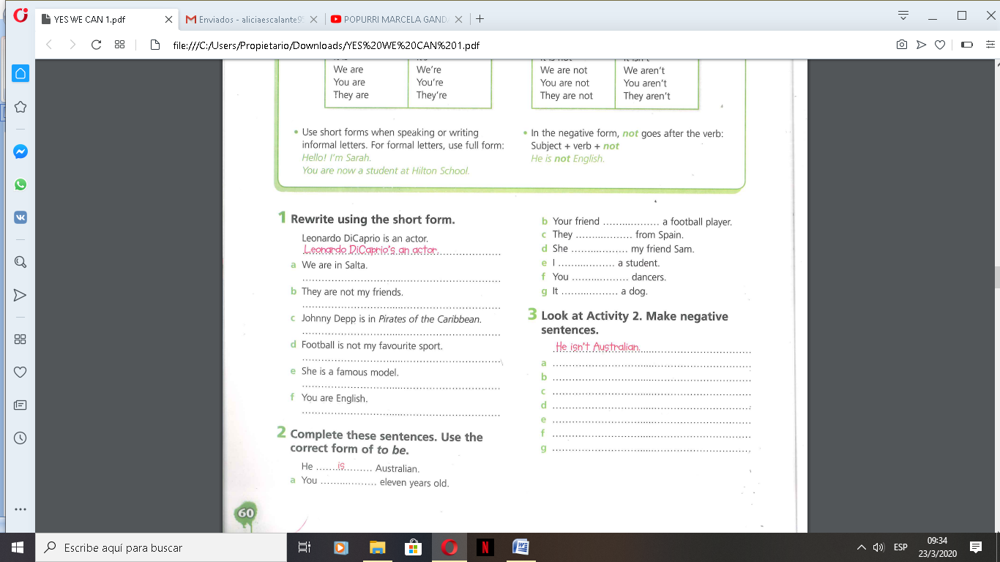 YES WE CAN 1.pdf
Enviados - aliciaescalante9
POPURRI MARCELA GAND
file:///C:/Users/Propietario/Downloads/YES%20WE%20CAN%201.pdf
We are We're
You are You're
They are They're
We are not We aren't
You are not You aren't
They are not They aren't
• Use short forms when speaking or writing
informal letters. For formal letters, use full form:
Hello! I'm Sarah.
You are now a student at Hilton School.
• In the negative form, not goes after the verb:
Subject + verb + not
He is not English.
1 Rewrite using the short form.
Leonardo DiCaprio is an actor.
Leonardo DiCaprio's an actor.
a We are in Salta.
b They are not my friends.
c Johnny Depp is in Pirates of the Caribbean.
d Football is not my favourite sport.
e She is a famous model.
f You are English.
2 Complete these sentences. Use the
correct form of to be.
He ........is......... Australian.
a You .................. eleven years old.
b Your friend .................. a football player.
c They .................. from Spain.
d She .................. my friend Sam.
e I .................. a student.
f You .................. dancers.
g It .................. a dog.
3 Look at Activity 2. Make negative
sentences.
He isn't Australian.
a
b
c
d
e
f
g
60
Escribe aquí para buscar
ESP
09:34
23/3/2020